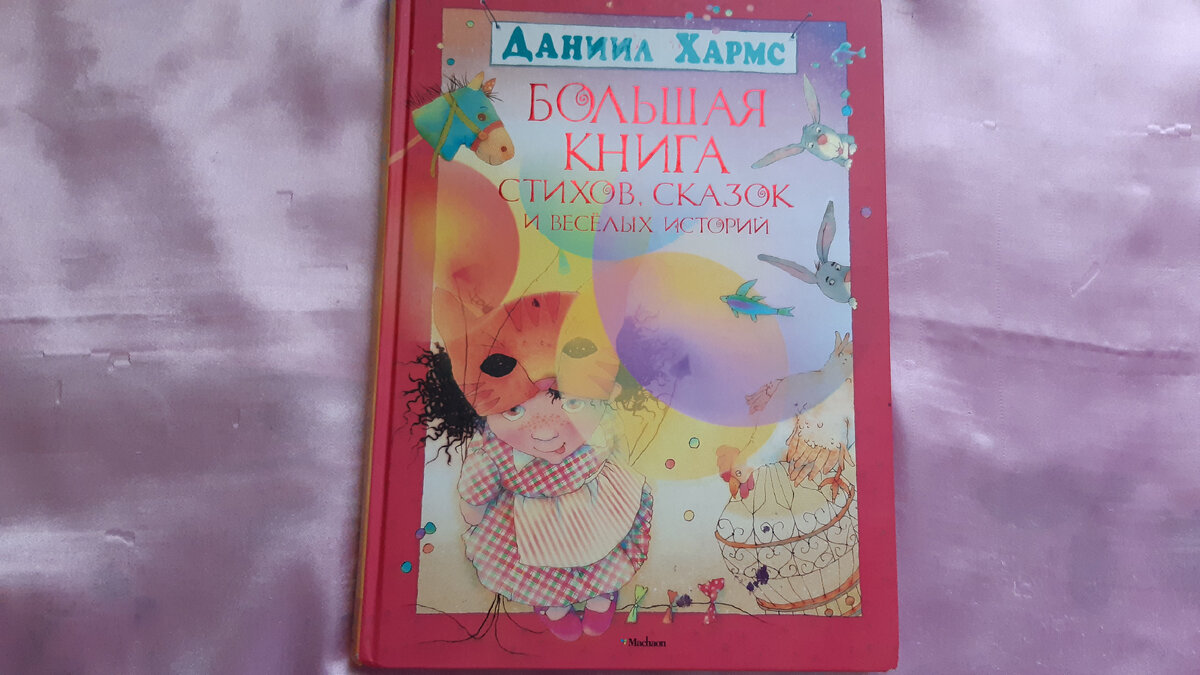 Даниил Хармс
Большая
книга
стихов, сказок
и весёлых историй
Machaon